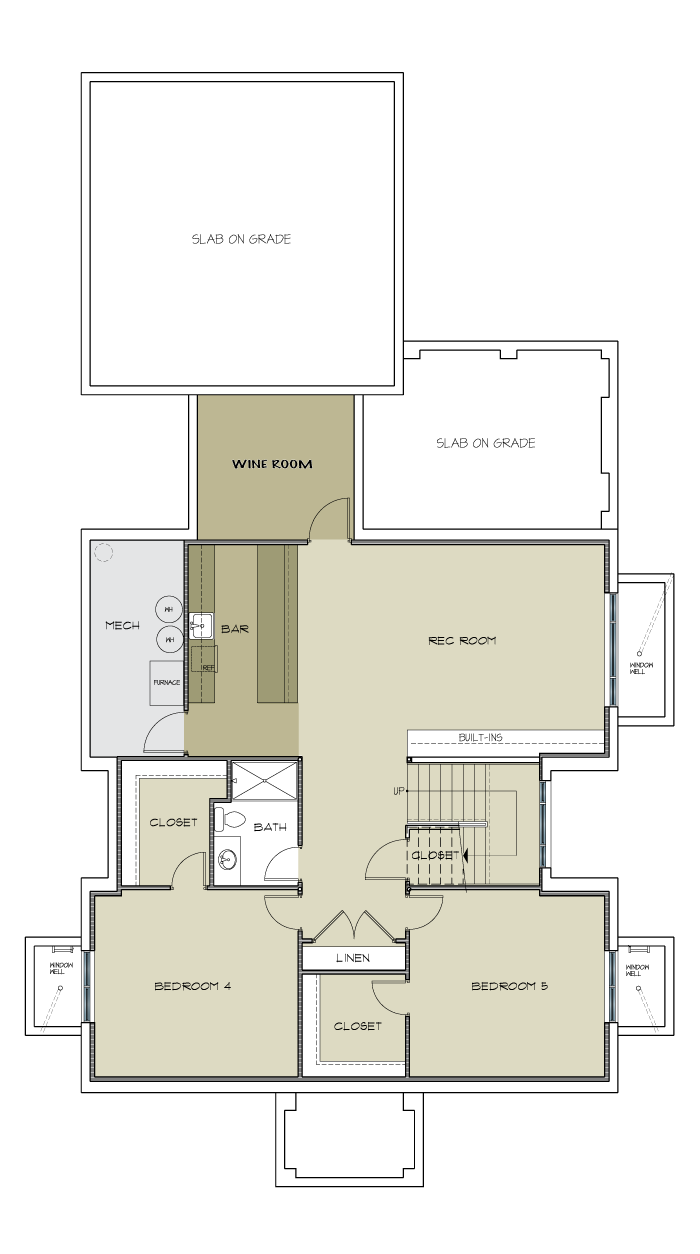 SLAB ON GRADE
SLAB ON GRADE
WINE ROOM
WH
MECH
BAR
WH
REC ROOM
REF
WINDOW
WELL
FURNACE
BUILT-INS
UP
CLOSET
BATH
CLOSET
LINEN
WINDOW
WELL
WINDOW
WELL
BEDROOM 4
BEDROOM 5
CLOSET